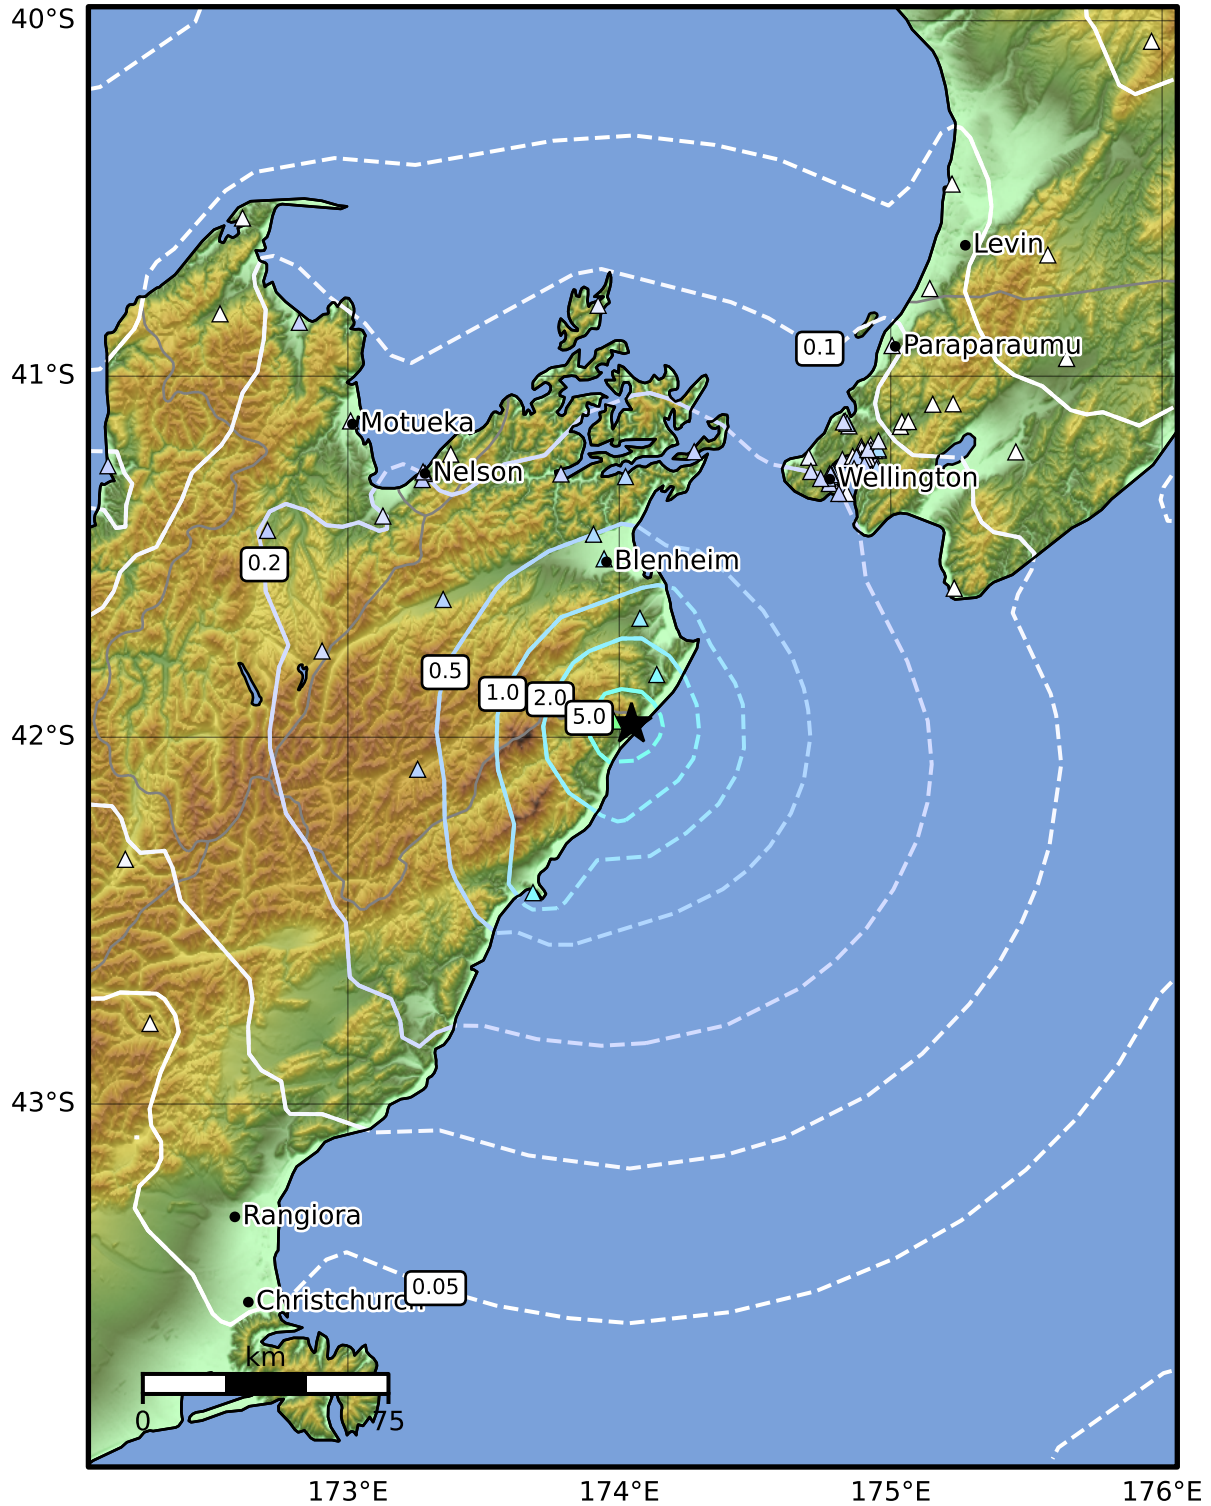 40°S
Levin
0.1
Paraparaumu
41°S
Motueka
Nelson
Wellington
0.2
Blenheim
0.5
1.0
2.0
5.0
42°S
43°S
Rangiora
0.05
Christchurch
km
0
75
173°E
174°E
175°E
176°E